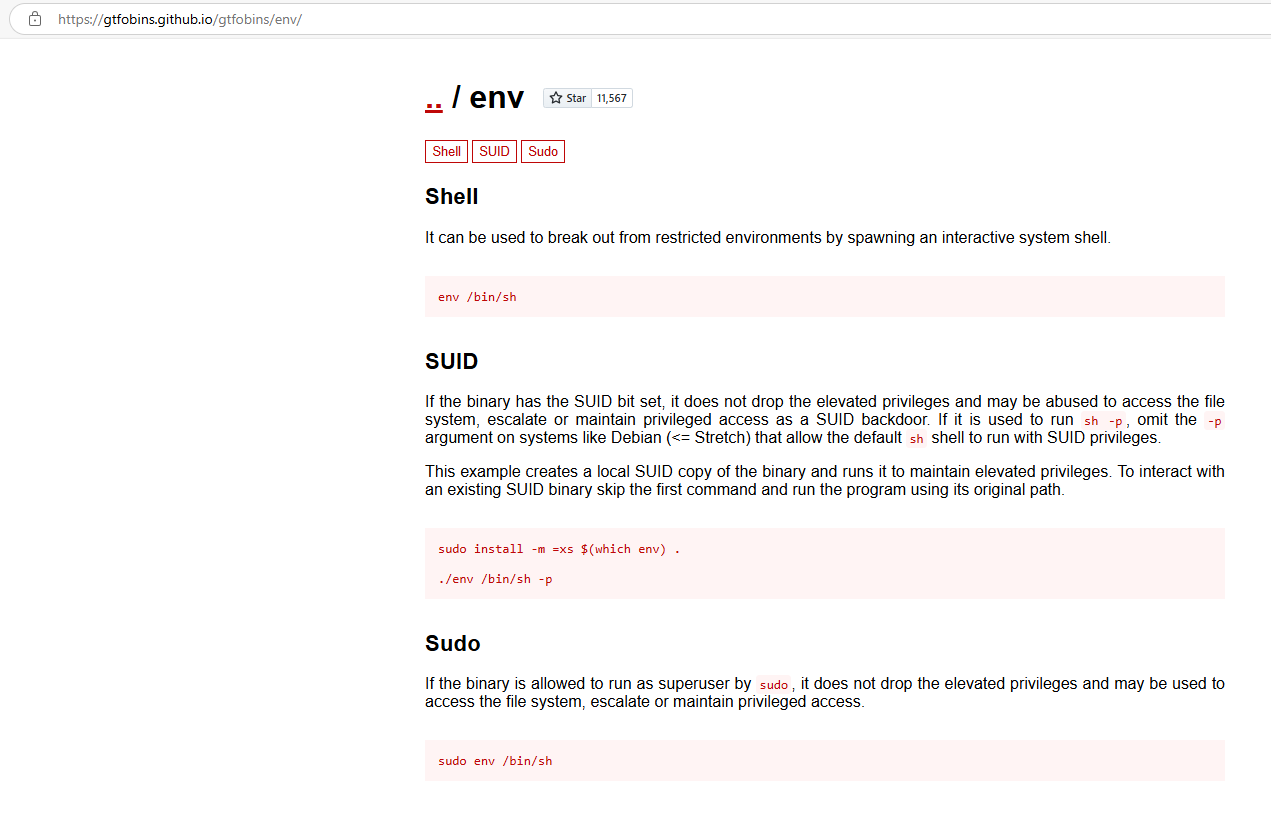 https://gtfobins.github.io/gtfobins/env/
.. / env Star 11,567
Shell SUID Sudo
Shell
It can be used to break out from restricted environments by spawning an interactive system shell.
env /bin/sh
SUID
If the binary has the SUID bit set, it does not drop the elevated privileges and may be abused to access the file
system, escalate or maintain privileged access as a SUID backdoor. If it is used to run sh -p, omit the -p
argument on systems like Debian (<= Stretch) that allow the default sh shell to run with SUID privileges.
This example creates a local SUID copy of the binary and runs it to maintain elevated privileges. To interact with
an existing SUID binary skip the first command and run the program using its original path.
sudo install -m =xs $(which env) .
./env /bin/sh -p
Sudo
If the binary is allowed to run as superuser by sudo, it does not drop the elevated privileges and may be used to
access the file system, escalate or maintain privileged access.
sudo env /bin/sh